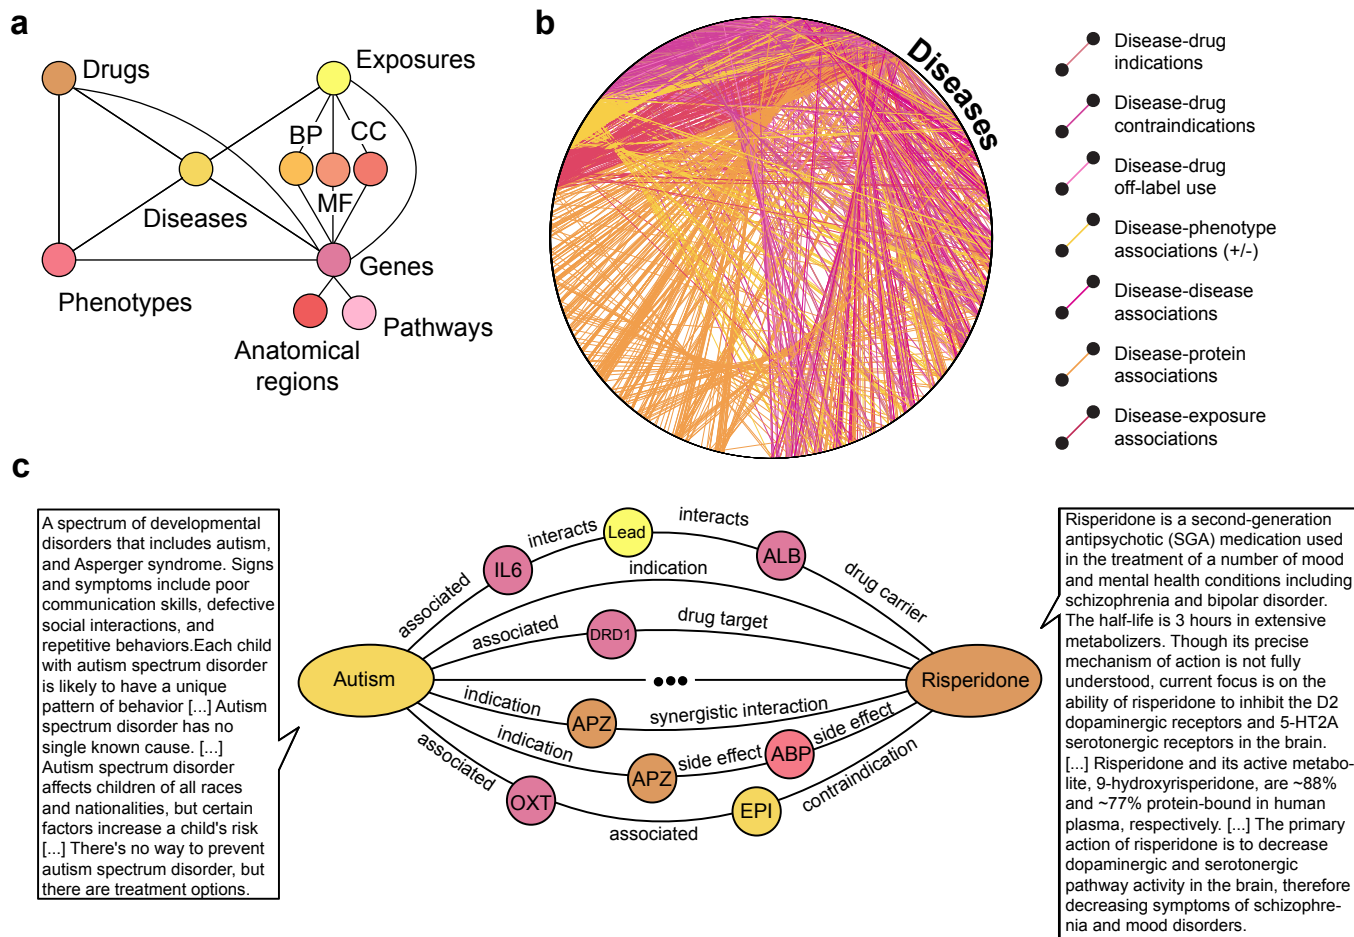 a
Drugs
Exposures
BP
CC
MF
Diseases
Genes
Phenotypes
Pathways
Anatomical
regions
b
Diseases
Disease-drug
indications
Disease-drug
contraindications
Disease-drug
off-label use
Disease-phenotype
associations (+/-)
Disease-disease
associations
Disease-protein
associations
Disease-exposure
associations
c
A spectrum of developmental
disorders that includes autism,
and Asperger syndrome. Signs
and symptoms include poor
communication skills, defective
social interactions, and
repetitive behaviors.Each child
with autism spectrum disorder
is likely to have a unique
pattern of behavior [...] Autism
spectrum disorder has no
single known cause. [...]
Autism spectrum disorder
affects children of all races
and nationalities, but certain
factors increase a child's risk
[...] There's no way to prevent
autism spectrum disorder, but
there are treatment options.
Autism
associated
IL6
interacts
Lead
interacts
ALB
drug carrier
indication
associated
DRD1
drug target
indication
APZ
synergistic interaction
indication
APZ
side effect
ABP
side effect
associated
OXT
associated
EPI
contraindication
Risperidone
Risperidone is a second-generation
antipsychotic (SGA) medication used
in the treatment of a number of mood
and mental health conditions including
schizophrenia and bipolar disorder.
The half-life is 3 hours in extensive
metabolizers. Though its precise
mechanism of action is not fully
understood, current focus is on the
ability of risperidone to inhibit the D2
dopaminergic receptors and 5-HT2A
serotonergic receptors in the brain.
[...] Risperidone and its active metabo-
lite, 9-hydroxyrisperidone, are ~88%
and ~77% protein-bound in human
plasma, respectively. [...] The primary
action of risperidone is to decrease
dopaminergic and serotonergic
pathway activity in the brain, therefore
decreasing symptoms of schizophre-
nia and mood disorders.